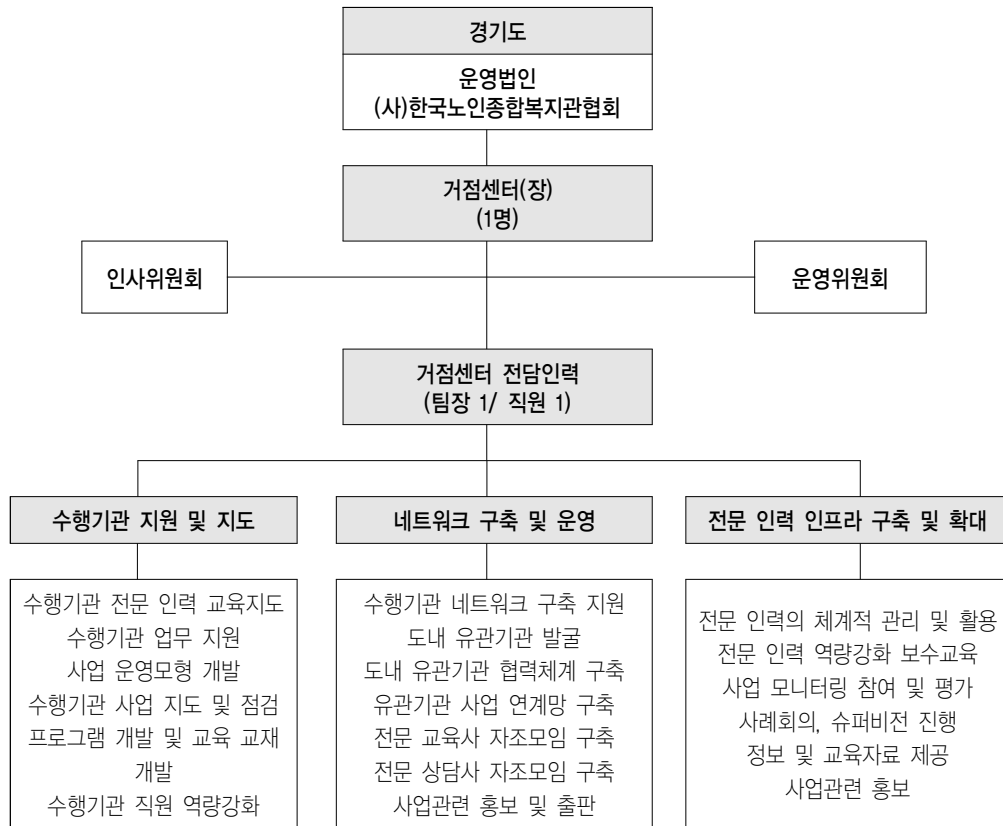 경기도
운영법인
(사)한국노인종합복지관협회
거점센터(장)
(1명)
인사위원회
운영위원회
거점센터 전담인력
(팀장 1/ 직원 1)
수행기관 지원 및 지도
수행기관 전문 인력 교육지도
수행기관 업무 지원
사업 운영모형 개발
수행기관 사업 지도 및 점검
프로그램 개발 및 교육 교재
개발
수행기관 직원 역량강화
네트워크 구축 및 운영
수행기관 네트워크 구축 지원
도내 유관기관 발굴
도내 유관기관 협력체계 구축
유관기관 사업 연계망 구축
전문 교육사 자조모임 구축
전문 상담사 자조모임 구축
사업관련 홍보 및 출판
전문 인력 인프라 구축 및 확대
전문 인력의 체계적 관리 및 활용
전문 인력 역량강화 보수교육
사업 모니터링 참여 및 평가
사례회의, 슈퍼비전 진행
정보 및 교육자료 제공
사업관련 홍보